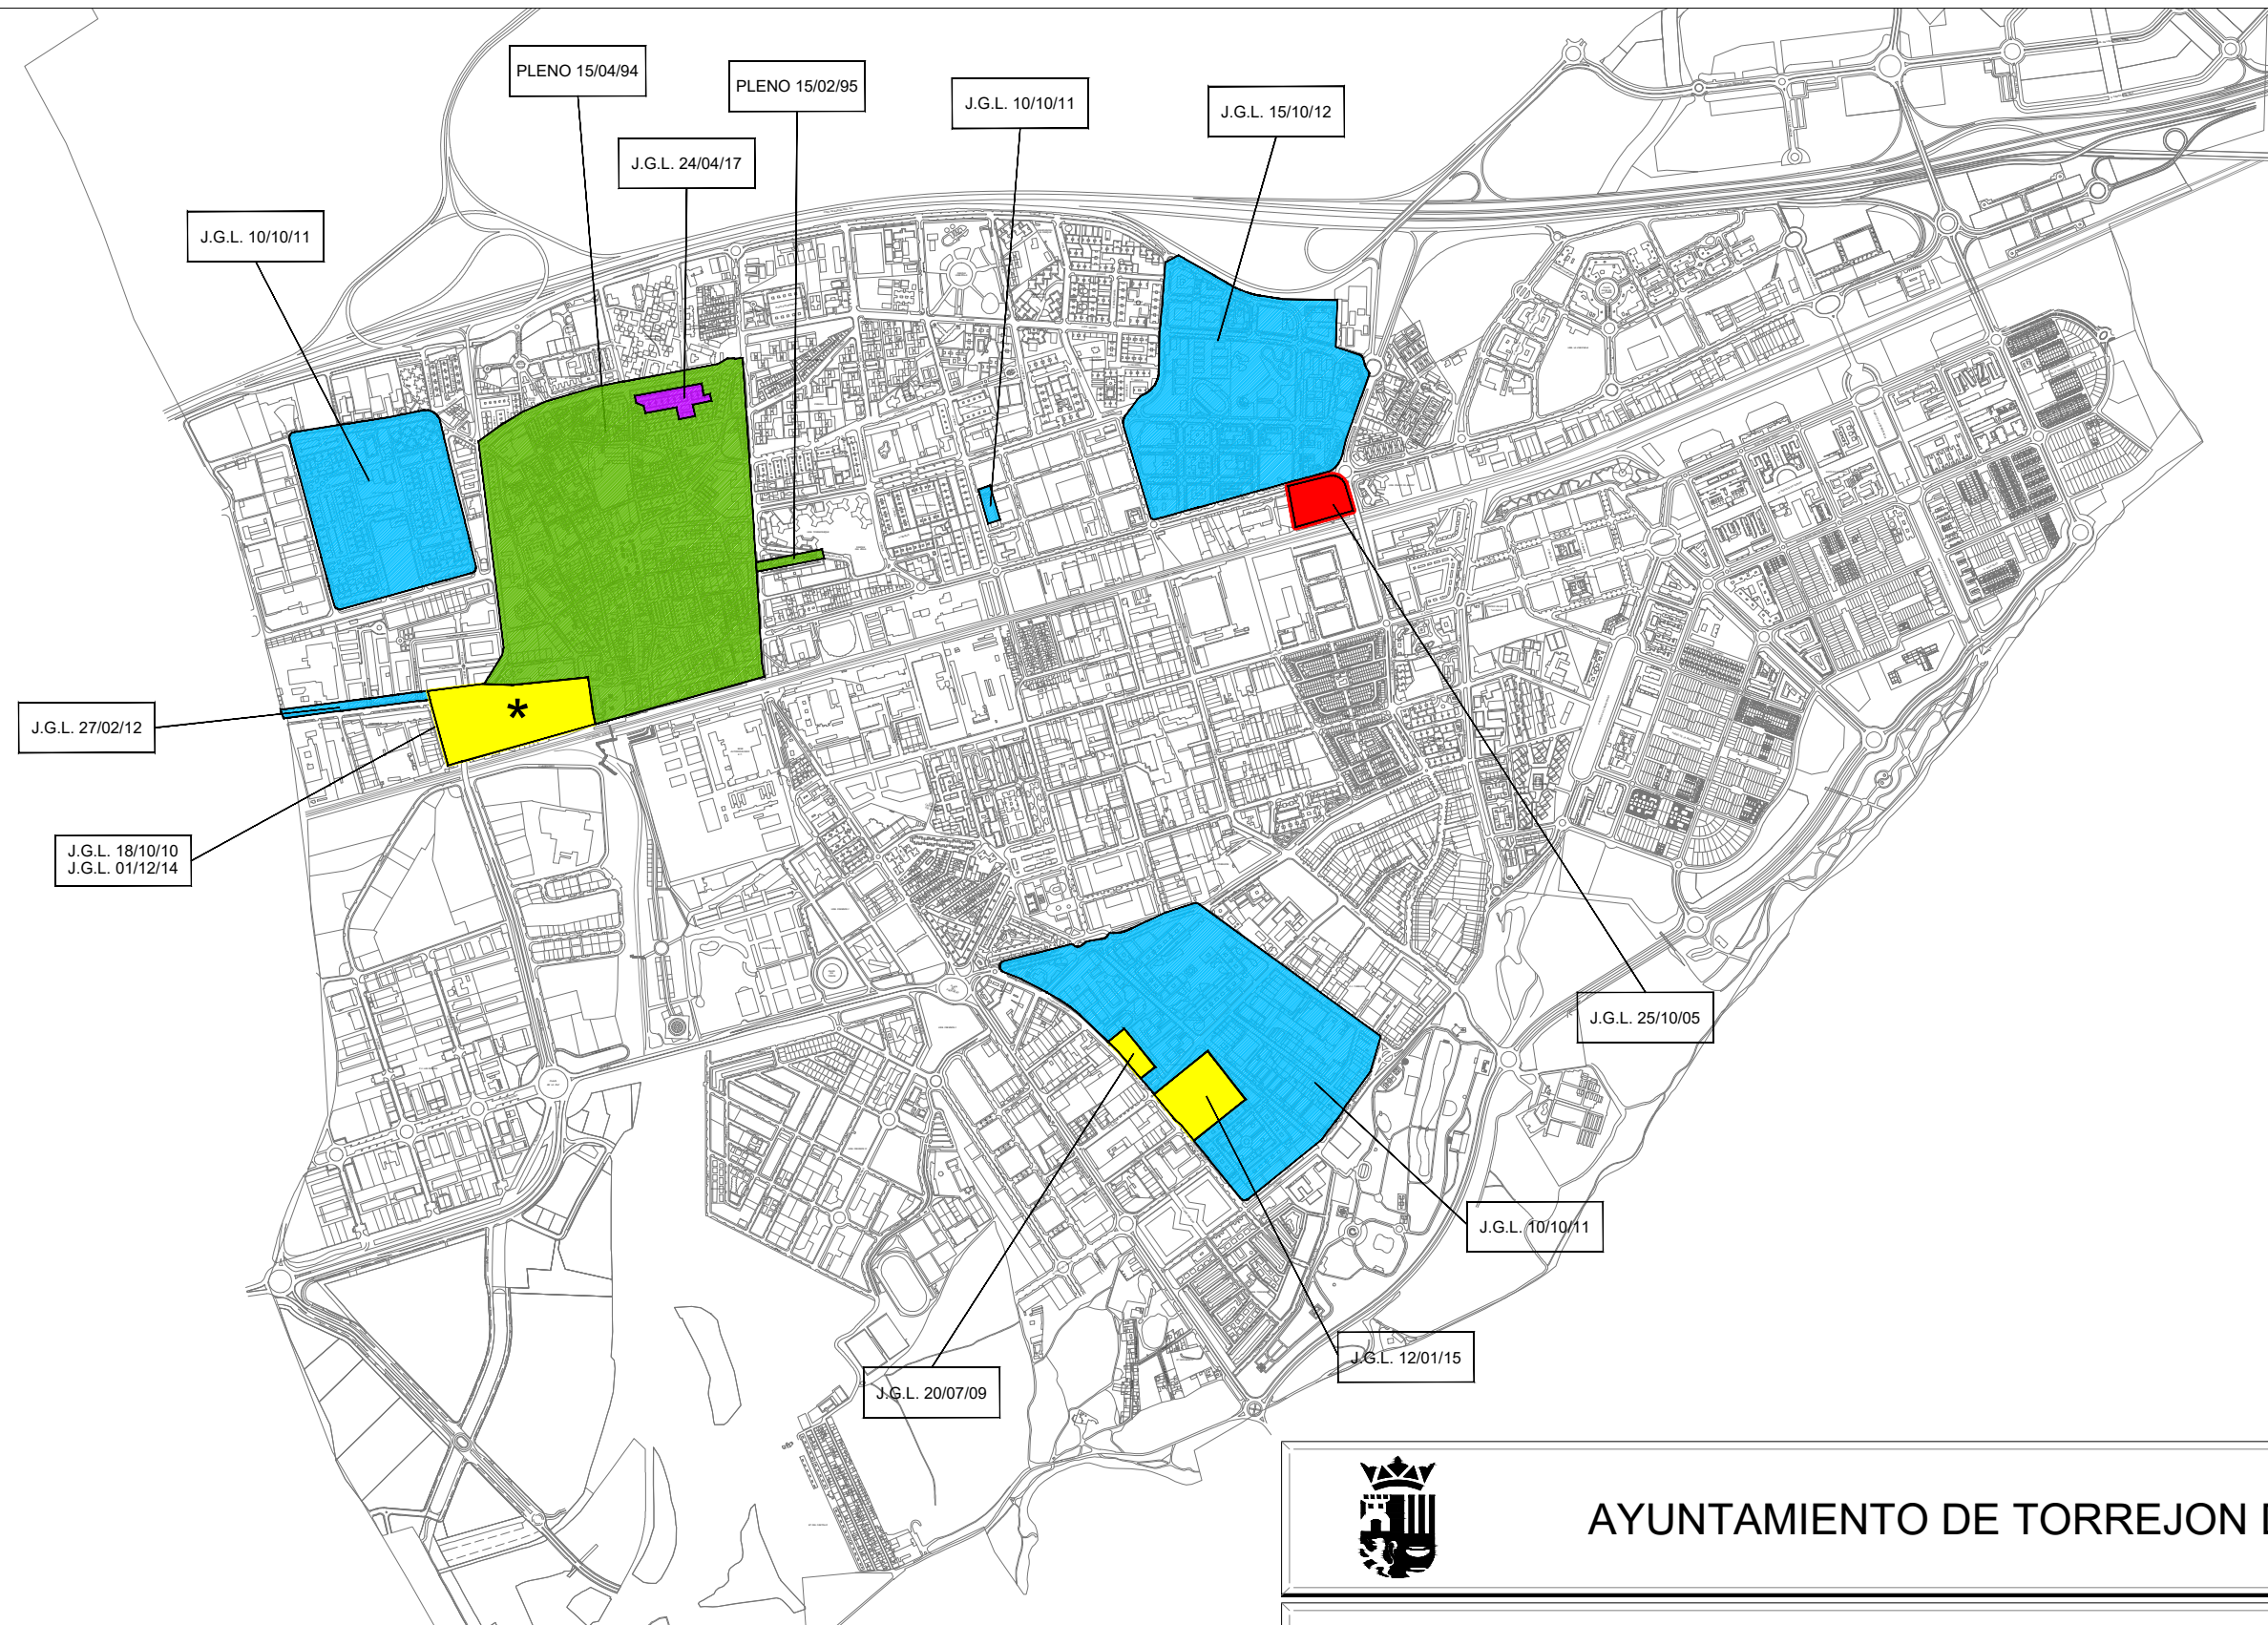 PLENO 15/04/94
PLENO 15/02/95
J.G.L. 10/10/11
J.G.L. 15/10/12
J.G.L. 24/04/17
J.G.L. 10/10/11
*
J.G.L. 27/02/12
J.G.L. 18/10/10
J.G.L. 01/12/14
J.G.L. 25/10/05
J.G.L. 10/10/11
J.G.L. 12/01/15
J.G.L. 20/07/09
AYUNTAMIENTO DE TORREJON